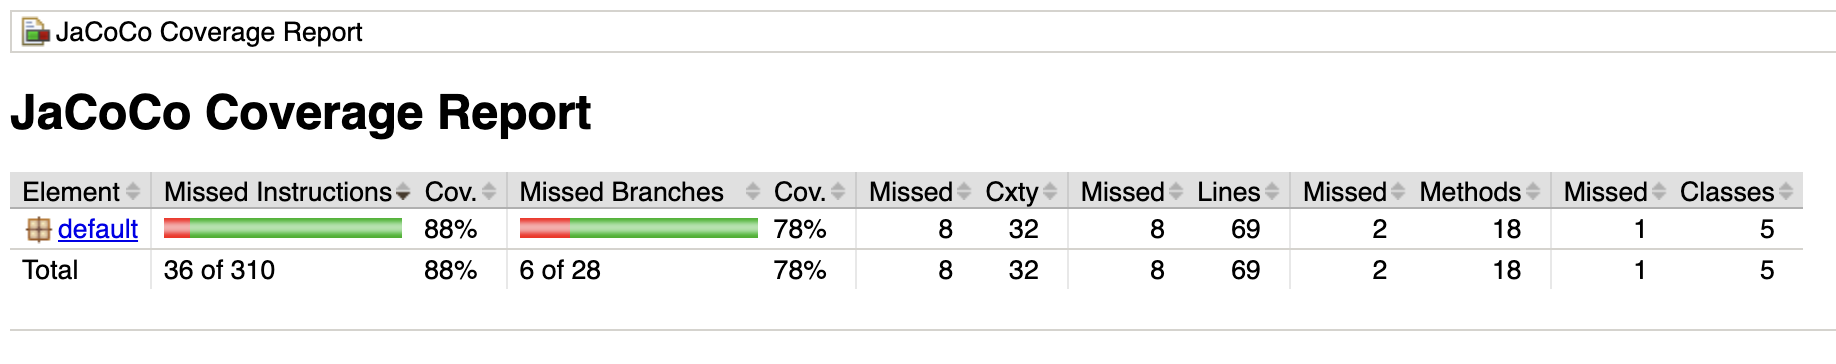 JaCoCo Coverage Report
JaCoCo Coverage Report
Element Missed Instructions Cov. Missed Branches Cov. Missed Cxty Missed Lines Missed Methods Missed Classes
default 88% 78% 8 32 8 69 2 18 1 5
Total 36 of 310 88% 6 of 28 78% 8 32 8 69 2 18 1 5